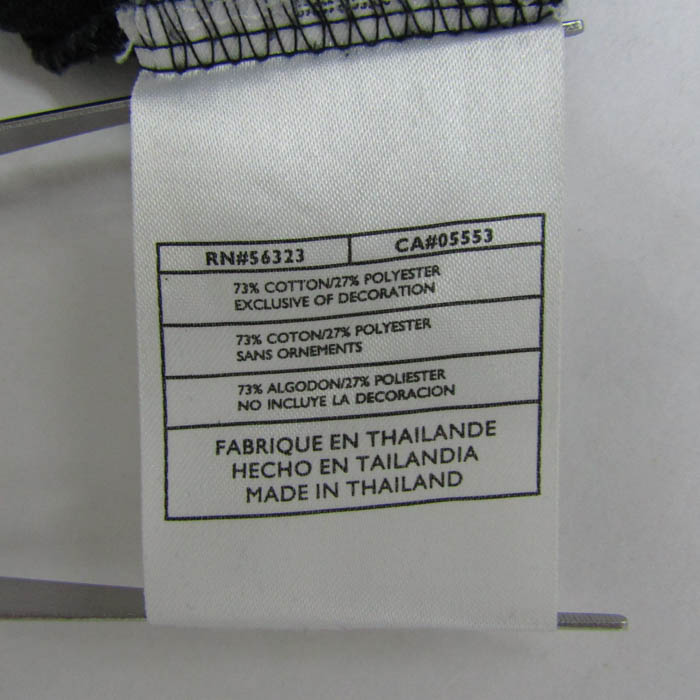 RN#56323 CA#05553
73% COTTON/27% POLYESTER
EXCLUSIVE OF DECORATION
73% COTON/27% POLYESTER
SANS ORNEMENTS
73% ALGODON/27% POLIESTER
NO INCLUYE LA DECORACION
FABRIQUE EN THAILANDE
HECHO EN TAILANDIA
MADE IN THAILAND